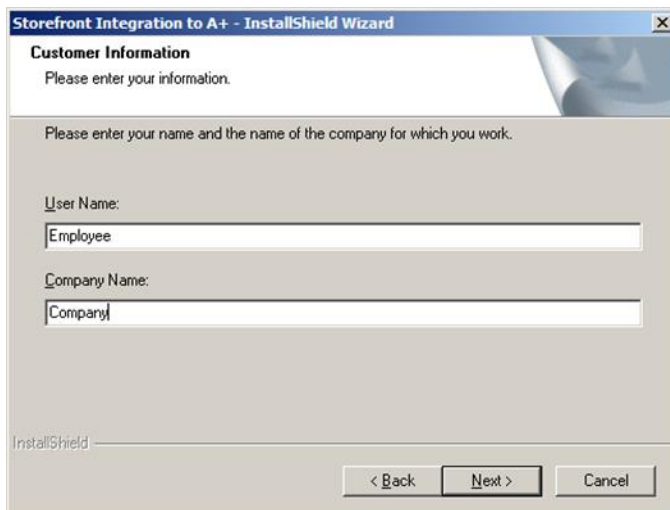 Storefront Integration to A+ - InstallShield Wizard
Customer Information
Please enter your information.
Please enter your name and the name of the company for which you work.
User Name:
Employee
Company Name:
Company
InstallShield
< Back Next > Cancel